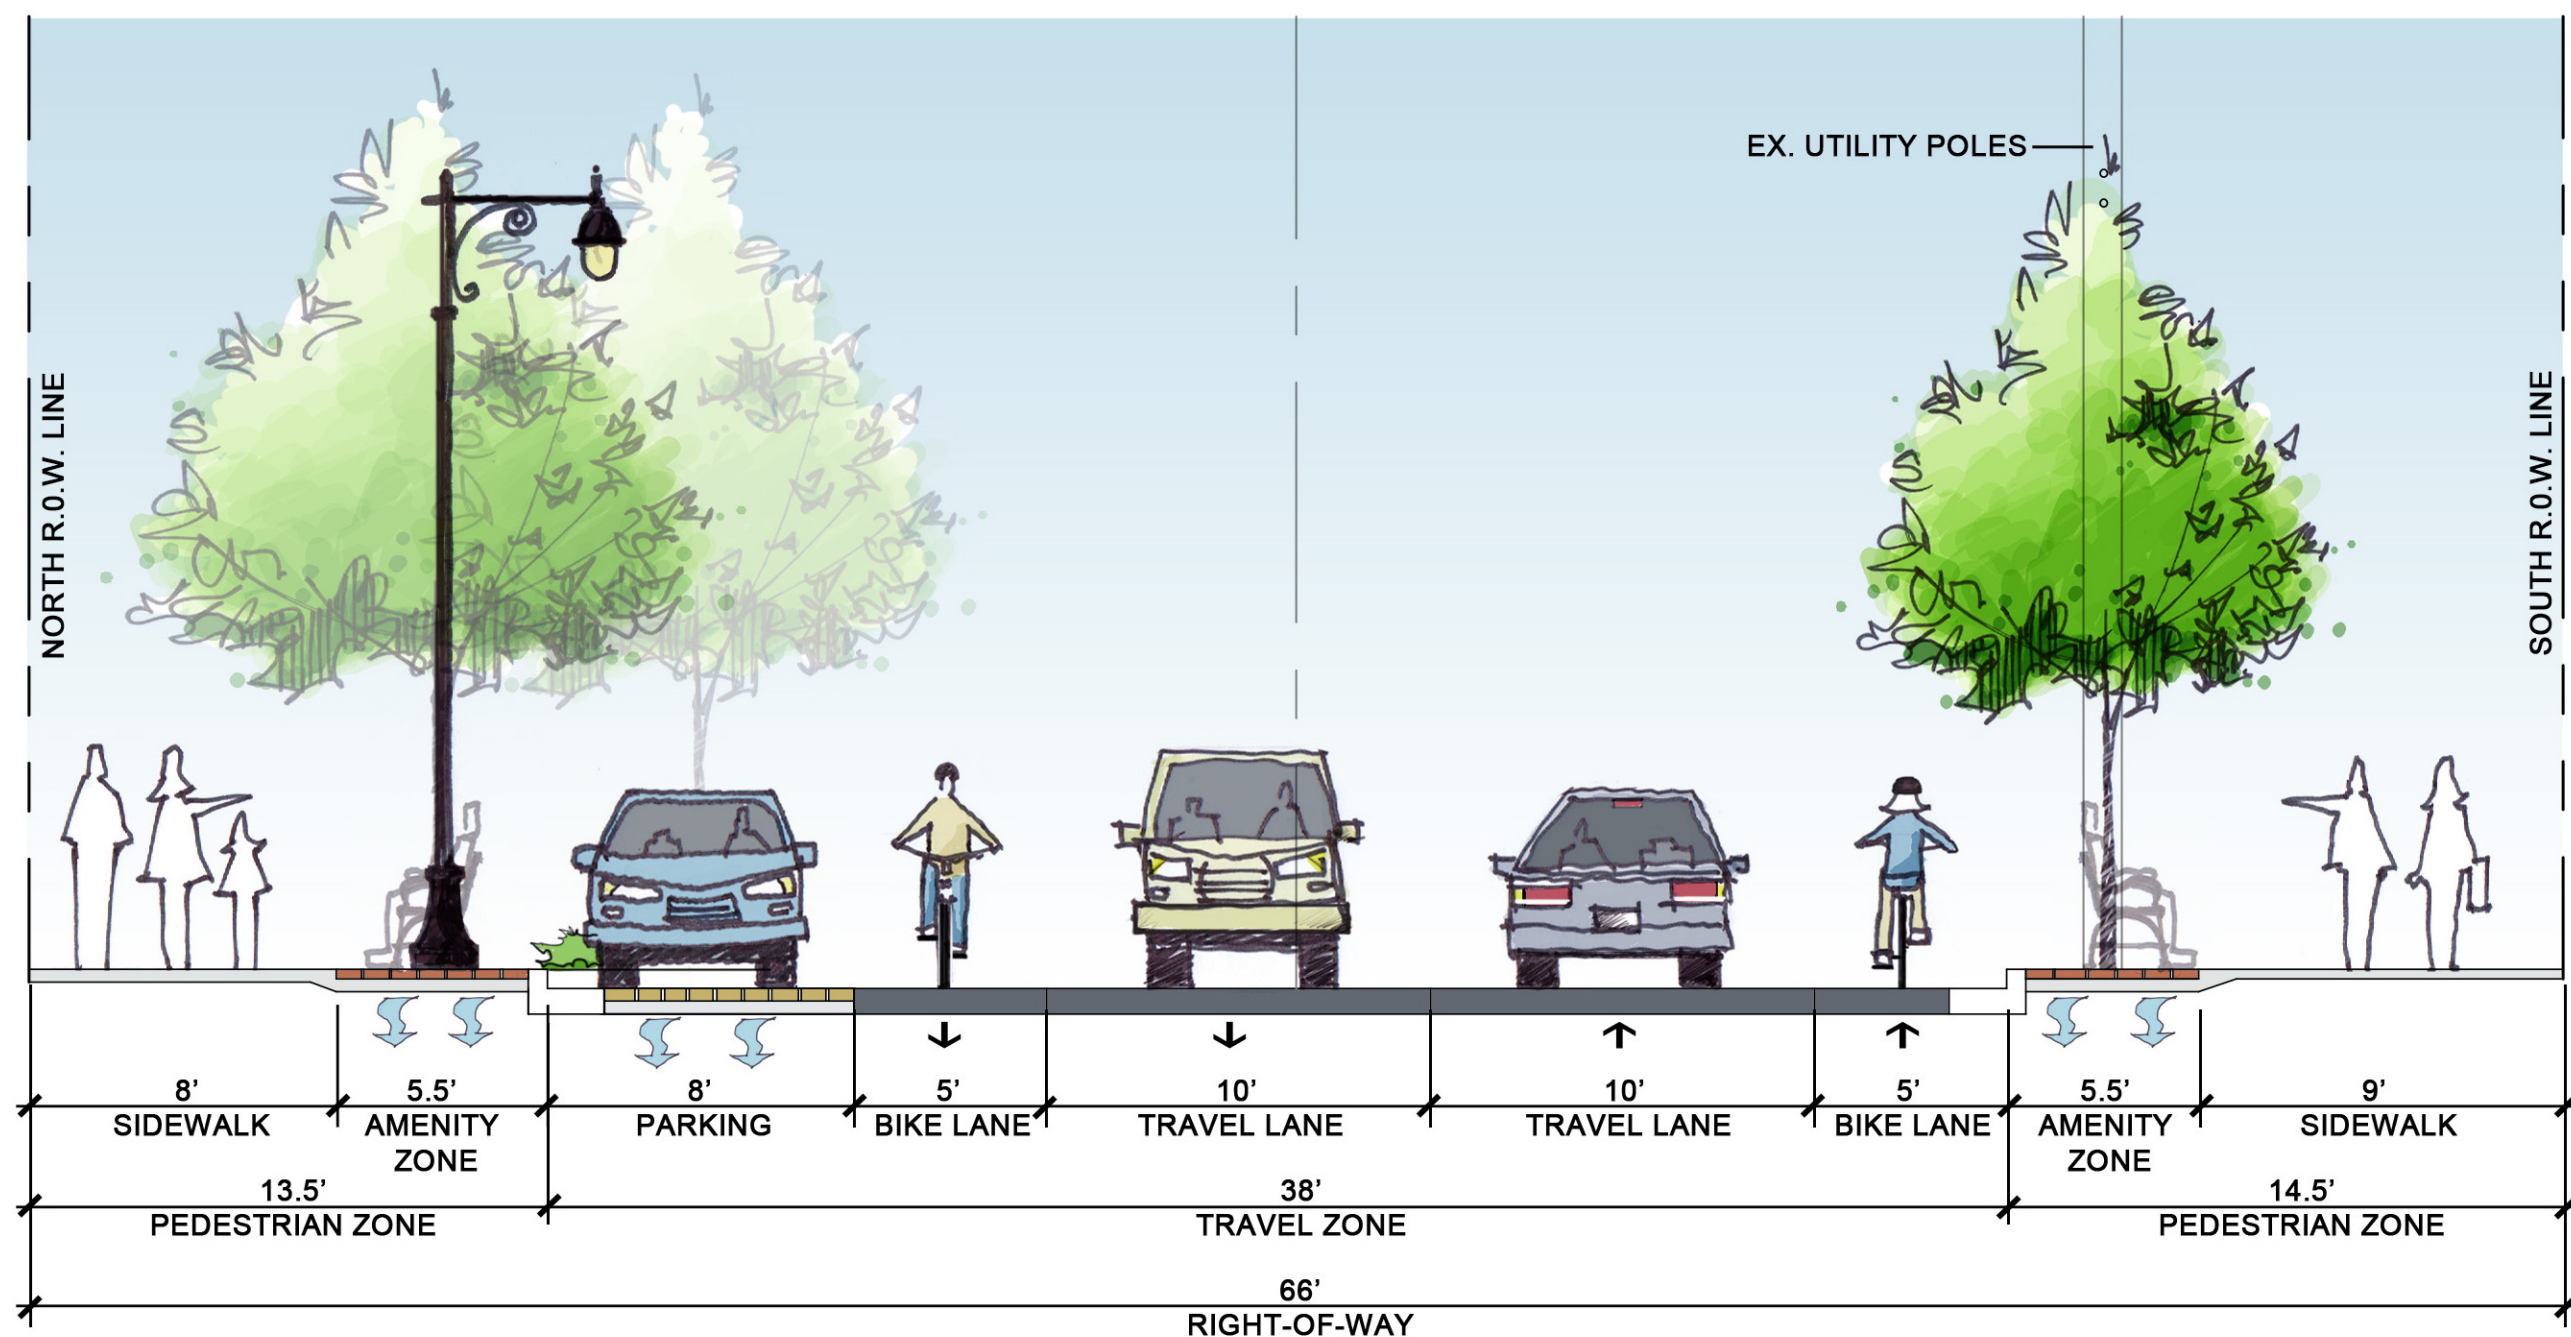 EX. UTILITY POLES
NORTH R.O.W. LINE
SOUTH R.O.W. LINE
8’ 5.5’ 8’ 5’ 10’ 10’ 5’ 5.5’ 9’
SIDEWALK AMENITY PARKING BIKE LANE TRAVEL LANE TRAVEL LANE BIKE LANE AMENITY SIDEWALK
ZONE ZONE
13.5’ 38’ 14.5’
PEDESTRIAN ZONE TRAVEL ZONE PEDESTRIAN ZONE
66’
RIGHT-OF-WAY